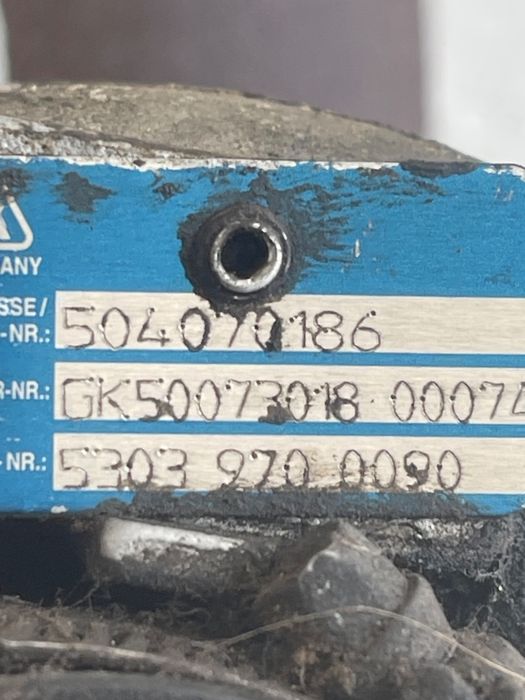 ANY
SSE/
R-NR.: 504070186
R-NR.: GK50073018 00074
- NR.: 5303 970 0090